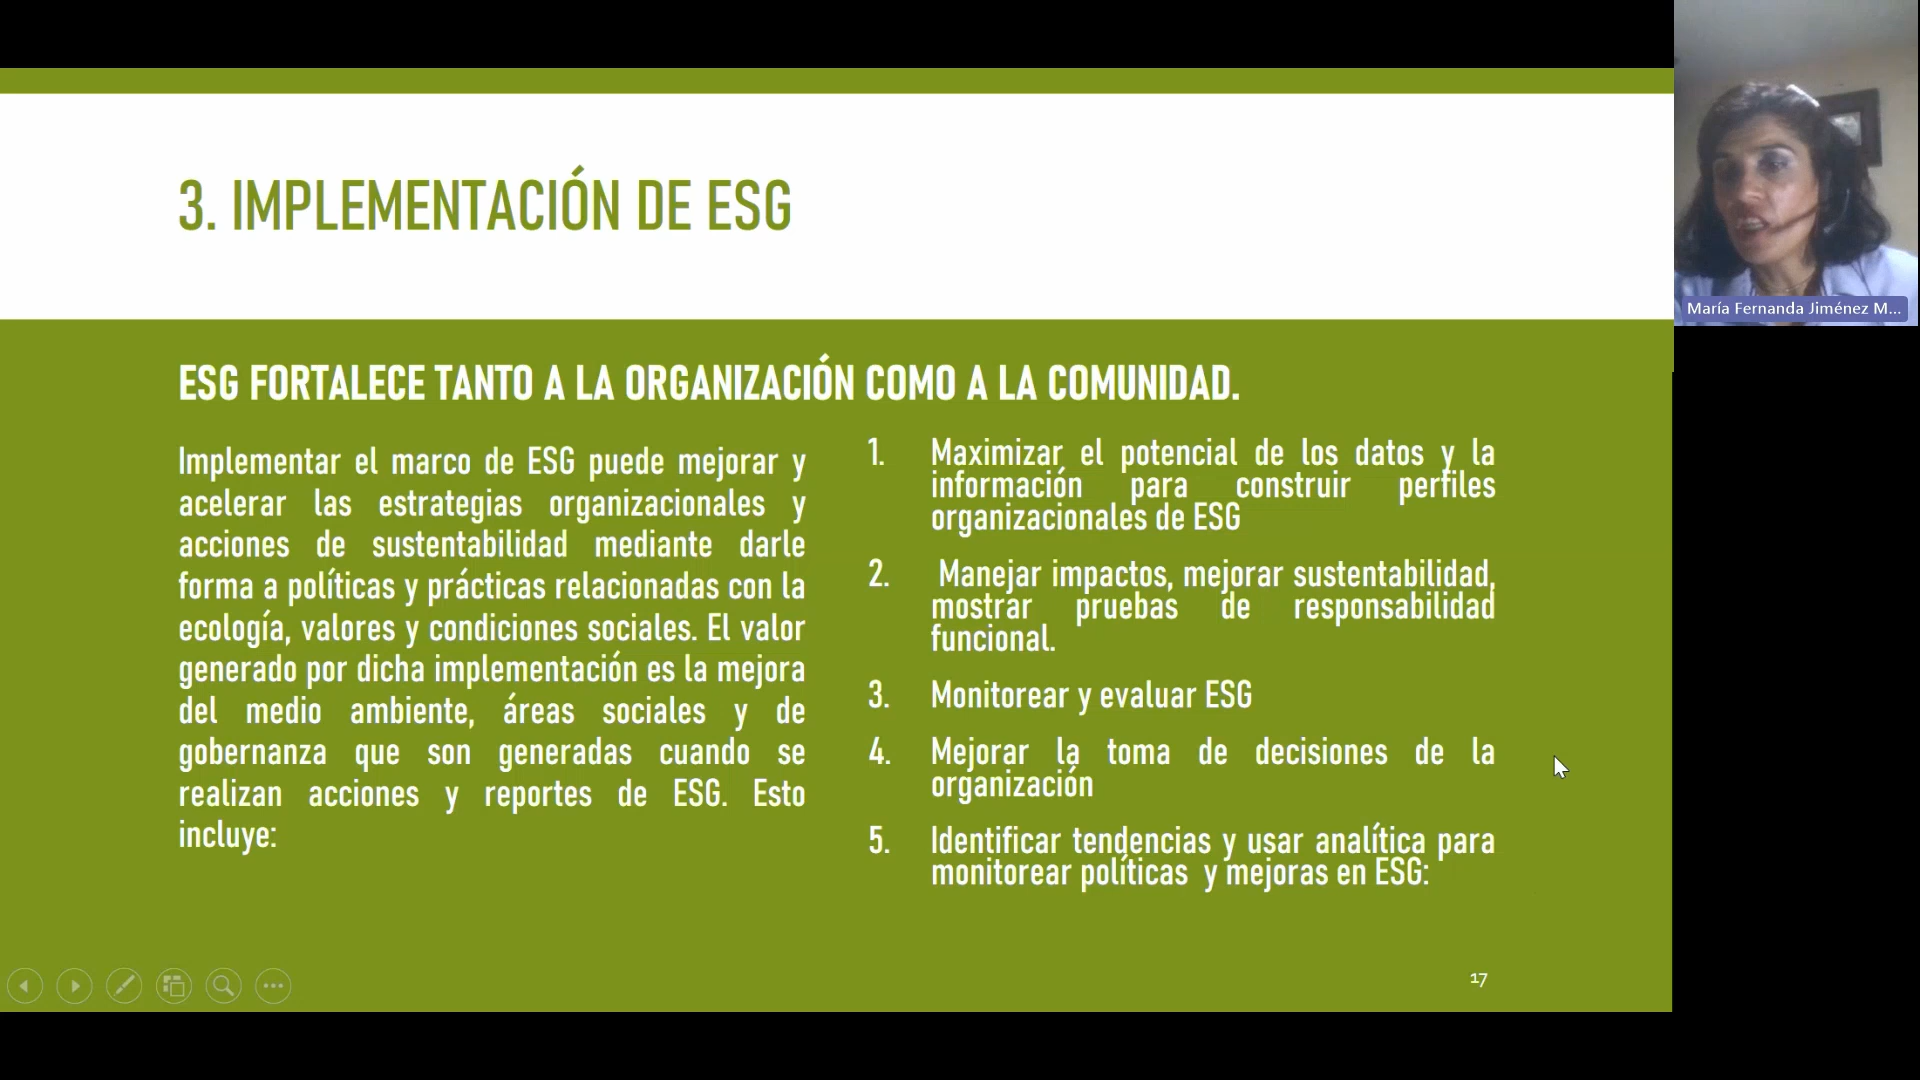 3. IMPLEMENTACIÓN DE ESG
María Fernanda Jiménez M...
ESG FORTALECE TANTO A LA ORGANIZACIÓN COMO A LA COMUNIDAD.
Implementar el marco de ESG puede mejorar y
acelerar las estrategias organizacionales y
acciones de sustentabilidad mediante darle
forma a políticas y prácticas relacionadas con la
ecología, valores y condiciones sociales. El valor
generado por dicha implementación es la mejora
del medio ambiente, áreas sociales y de
gobernanza que son generadas cuando se
realizan acciones y reportes de ESG. Esto
incluye:
1. Maximizar el potencial de los datos y la
información para construir perfiles
organizacionales de ESG
2. Manejar impactos, mejorar sustentabilidad,
mostrar pruebas de responsabilidad
funcional.
3. Monitorear y evaluar ESG
4. Mejorar la toma de decisiones de la
organización
5. Identificar tendencias y usar analítica para
monitorear políticas y mejoras en ESG:
17